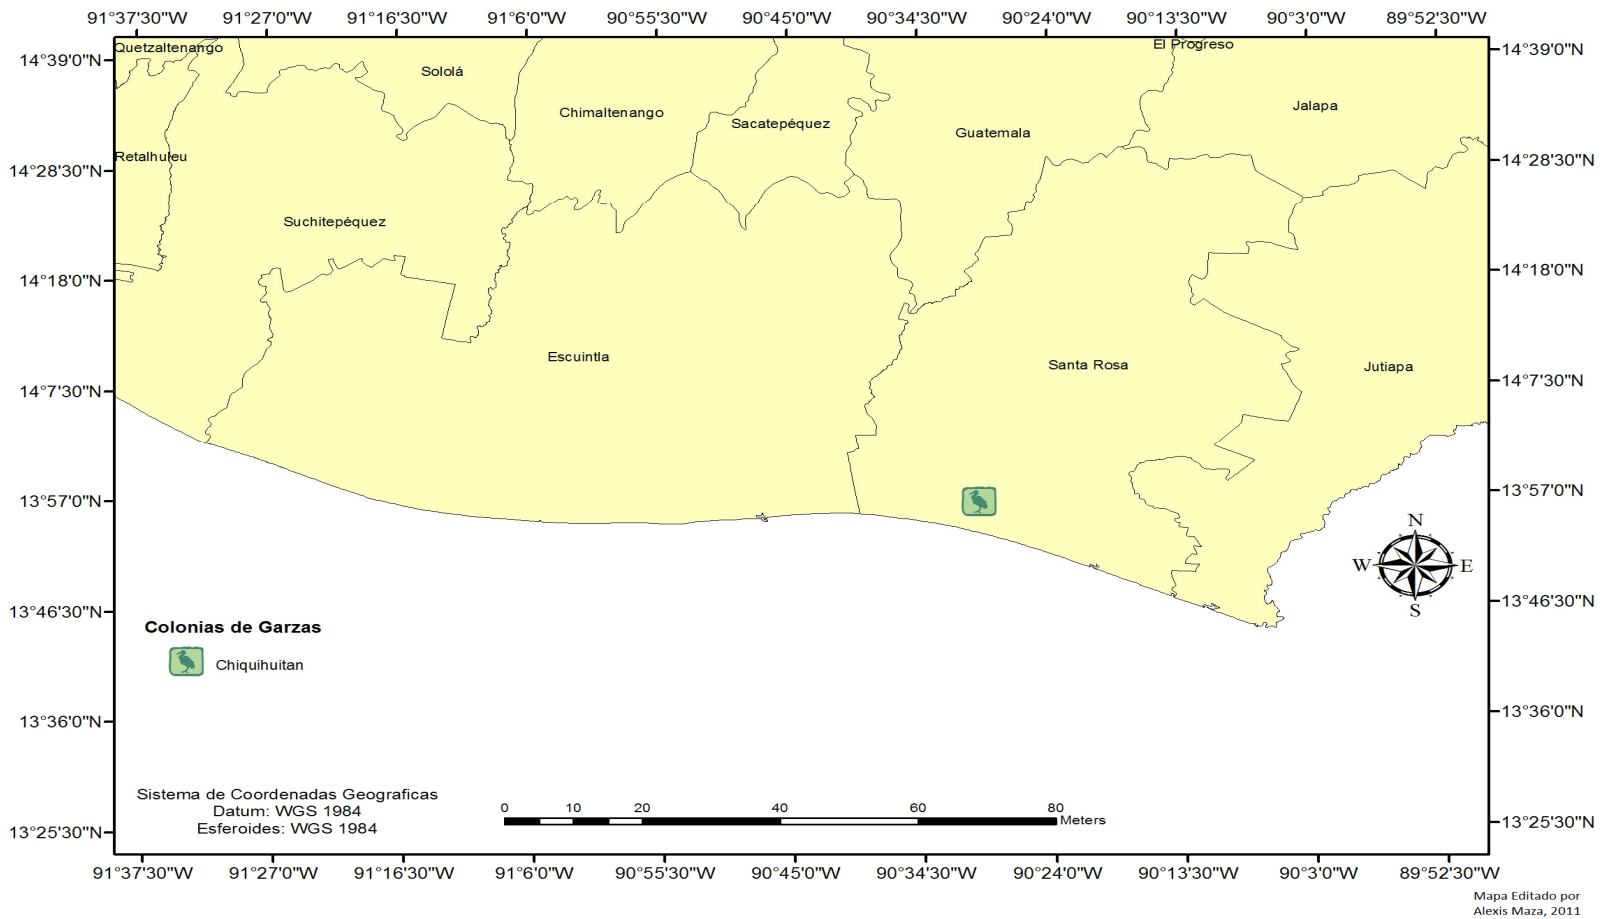 91°37'30"W 91°27'0"W 91°16'30"W 91°6'0"W 90°55'30"W 90°45'0"W 90°34'30"W 90°24'0"W 90°13'30"W 90°3'0"W 89°52'30"W
Quetzaltenango
El Progreso
14°39'0"N
14°39'0"N
Sololá
Chimaltenango
Sacatepéquez
Guatemala
Jalapa
Retalhuleu
14°28'30"N
14°28'30"N
Suchitepéquez
14°18'0"N
14°18'0"N
Escuintla
Santa Rosa
Jutiapa
14°7'30"N
14°7'30"N
13°57'0"N
13°57'0"N
N
W E
S
13°46'30"N
13°46'30"N
Colonias de Garzas
Chiquihuitan
13°36'0"N
13°36'0"N
Sistema de Coordenadas Geograficas
Datum: WGS 1984
Esferoides: WGS 1984
0 10 20 40 60 80
Meters
13°25'30"N
13°25'30"N
91°37'30"W 91°27'0"W 91°16'30"W 91°6'0"W 90°55'30"W 90°45'0"W 90°34'30"W 90°24'0"W 90°13'30"W 90°3'0"W 89°52'30"W
Mapa Editado por
Alexis Maza, 2011